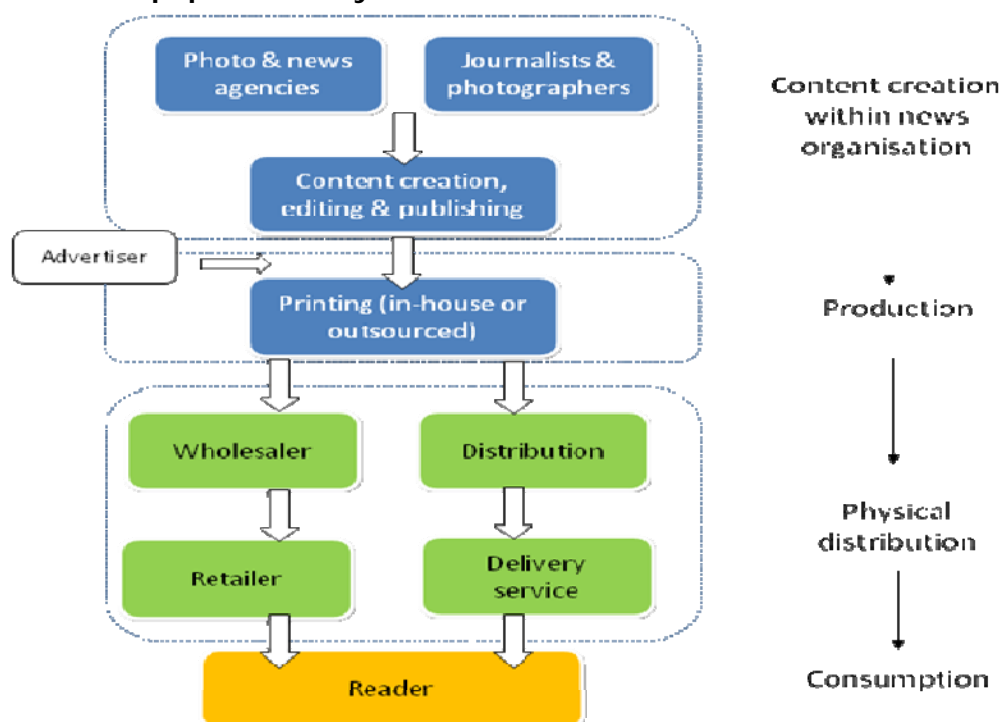 Photo & news
agencies
Journalists &
photographers
Content creation
within news
organisation
Content creation,
editing & publishing
Advertiser
Printing (in-house or
outsourced)
Production
Wholesaler
Distribution
Physical
distribution
Retailer
Delivery
service
Reader
Consumption